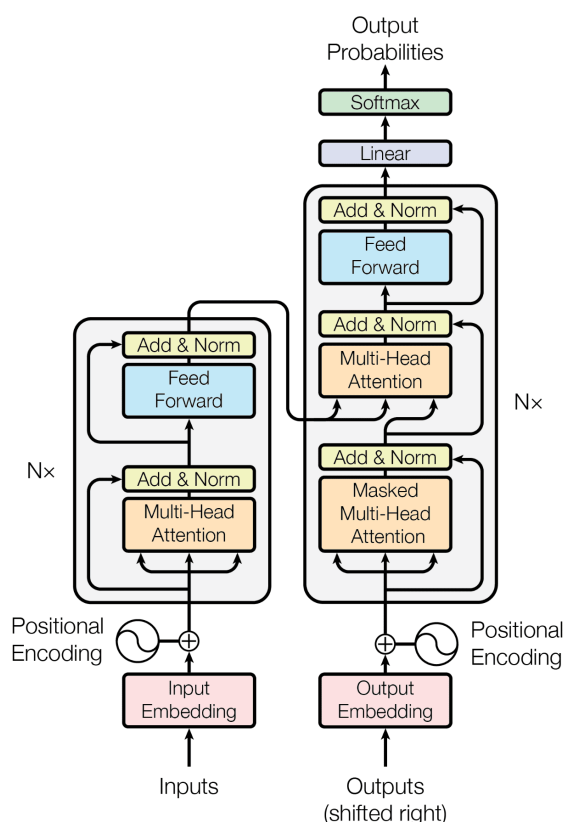 Output
Probabilities
Softmax
Linear
Add & Norm
Feed
Forward
Add & Norm
Multi-Head
Attention
Add & Norm
Masked
Multi-Head
Attention
N×
Add & Norm
Feed
Forward
Add & Norm
Multi-Head
Attention
N×
Positional
Encoding
Positional
Encoding
Input
Embedding
Output
Embedding
Inputs
Outputs
(shifted right)